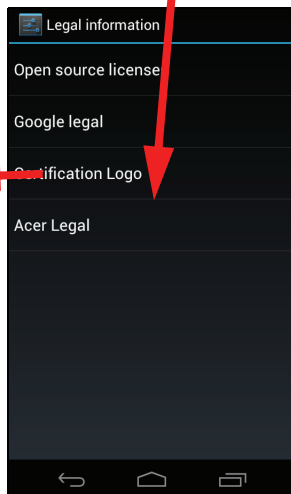 Legal information
Open source license
Google legal
Certification Logo
Acer Legal